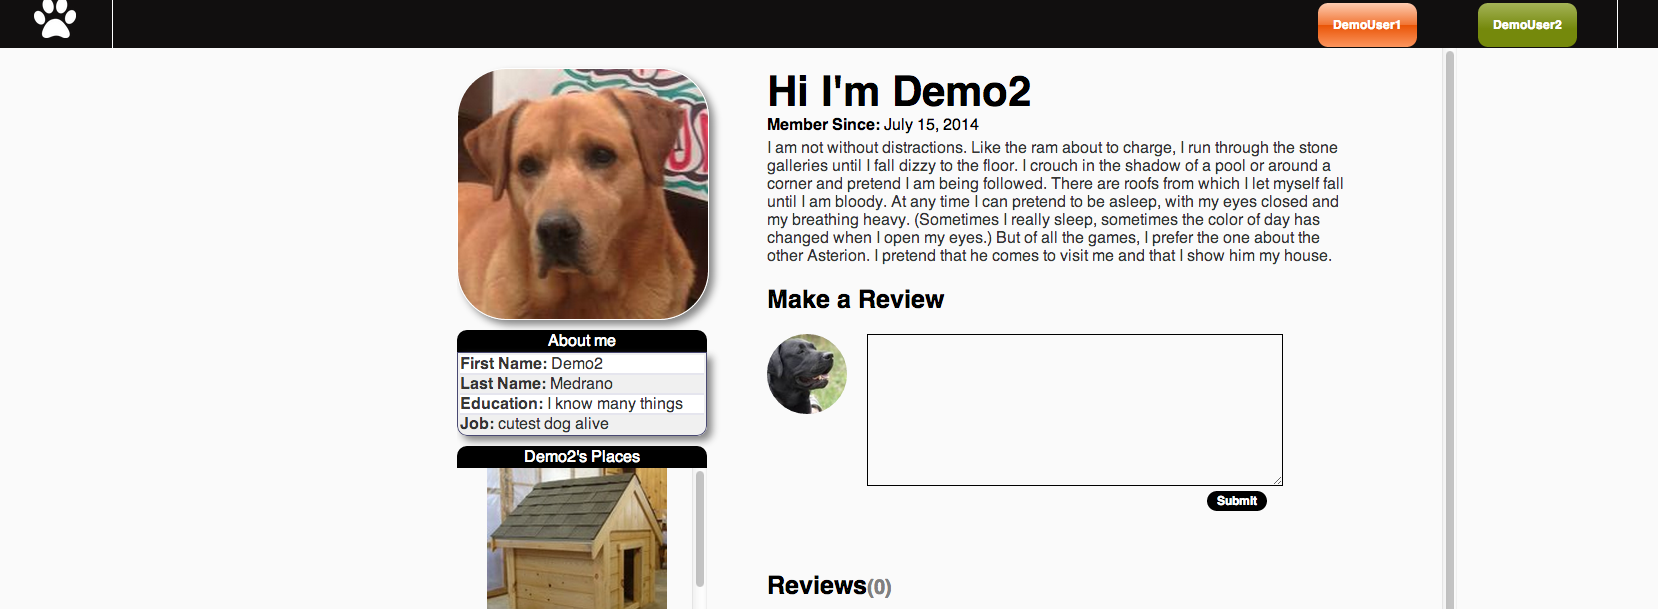 DemoUser1
DemoUser2
Hi I'm Demo2
Member Since: July 15, 2014
I am not without distractions. Like the ram about to charge, I run through the stone
galleries until I fall dizzy to the floor. I crouch in the shadow of a pool or around a
corner and pretend I am being followed. There are roofs from which I let myself fall
until I am bloody. At any time I can pretend to be asleep, with my eyes closed and
my breathing heavy. (Sometimes I really sleep, sometimes the color of day has
changed when I open my eyes.) But of all the games, I prefer the one about the
other Asterion. I pretend that he comes to visit me and that I show him my house.
About me
First Name: Demo2
Last Name: Medrano
Education: I know many things
Job: cutest dog alive
Demo2's Places
Make a Review
Submit
Reviews(0)